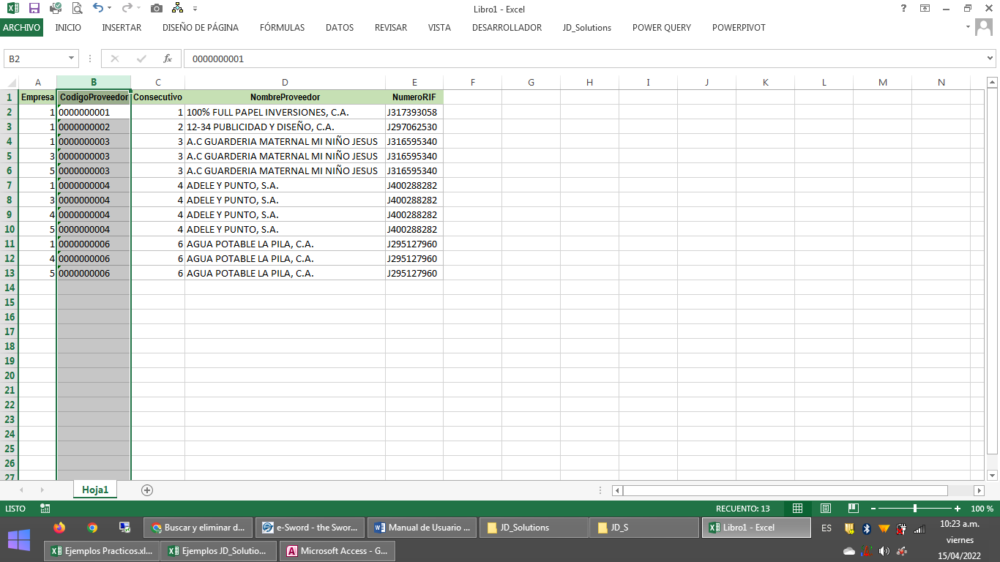 Libro1 - Excel
ARCHIVO INICIO INSERTAR DISEÑO DE PÁGINA FÓRMULAS DATOS REVISAR VISTA DESARROLLADOR JD_Solutions POWER QUERY POWERPIVOT
B2 fx 0000000001
A B C D E F G H I J K L M N
1 Empresa CodigoProveedor Consecutivo NombreProveedor NumeroRIF
2 1 0000000001 1 100% FULL PAPEL INVERSIONES, C.A. J317393058
3 1 0000000002 2 12-34 PUBLICIDAD Y DISEÑO, C.A. J297062530
4 1 0000000003 3 A.C GUARDERIA MATERNAL MI NIÑO JESUS J316595340
5 3 0000000003 3 A.C GUARDERIA MATERNAL MI NIÑO JESUS J316595340
6 5 0000000003 3 A.C GUARDERIA MATERNAL MI NIÑO JESUS J316595340
7 1 0000000004 4 ADELE Y PUNTO, S.A. J400288282
8 3 0000000004 4 ADELE Y PUNTO, S.A. J400288282
9 4 0000000004 4 ADELE Y PUNTO, S.A. J400288282
10 5 0000000004 4 ADELE Y PUNTO, S.A. J400288282
11 1 0000000006 6 AGUA POTABLE LA PILA, C.A. J295127960
12 4 0000000006 6 AGUA POTABLE LA PILA, C.A. J295127960
13 5 0000000006 6 AGUA POTABLE LA PILA, C.A. J295127960
14
15
16
17
18
19
20
21
22
23
24
25
26
27
Hoja1
LISTO RECUENTO: 13 100 %
Buscar y eliminar d... e-Sword - the Swor... Manual de Usuario ... JD_Solutions JD_S Libro1 - Excel ES 10:23 a.m.
viernes
Ejemplos Practicos.xl... Ejemplos JD_Solutio... Microsoft Access - G... 15/04/2022